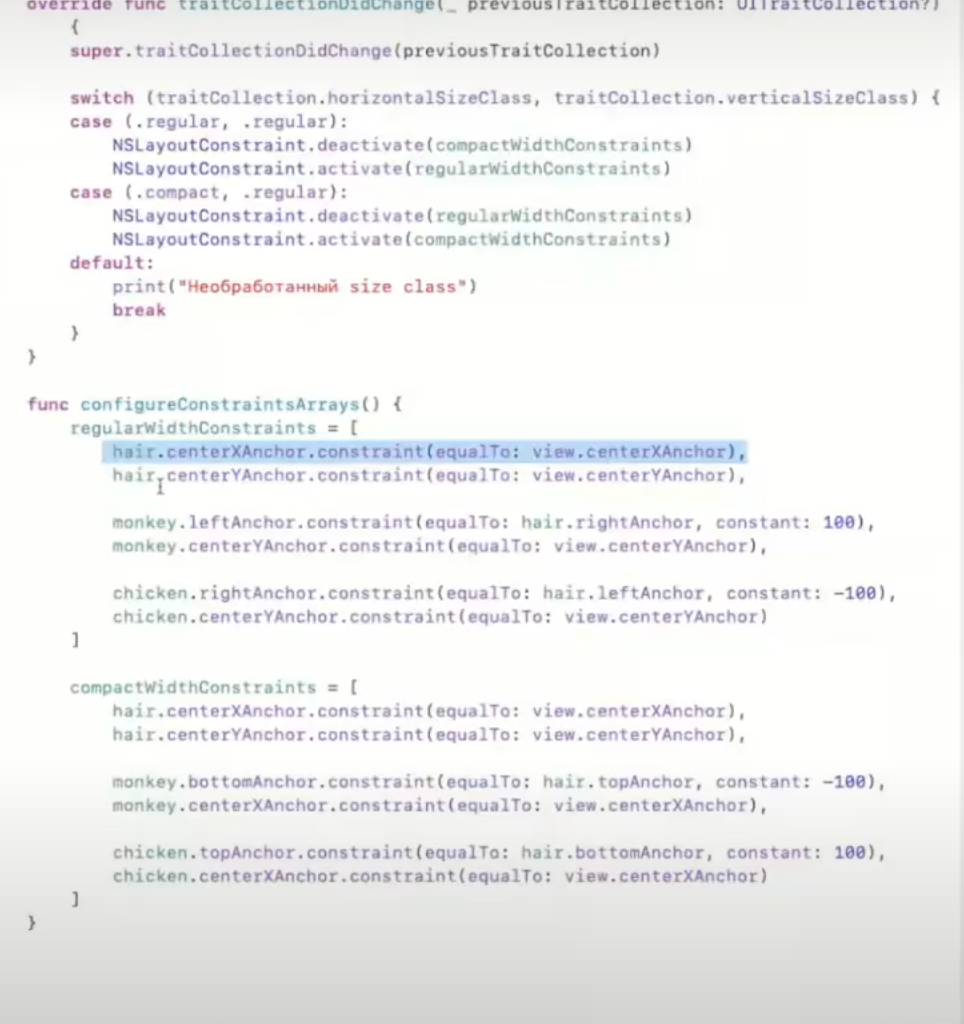 override func traitCollectionDidChange(_ previousTraitCollection: UITraitCollection?)
{
super.traitCollectionDidChange(previousTraitCollection)
switch (traitCollection.horizontalSizeClass, traitCollection.verticalSizeClass) {
case (.regular, .regular):
NSLayoutConstraint.deactivate(compactWidthConstraints)
NSLayoutConstraint.activate(regularWidthConstraints)
case (.compact, .regular):
NSLayoutConstraint.deactivate(regularWidthConstraints)
NSLayoutConstraint.activate(compactWidthConstraints)
default:
print("Необработанный size class")
break
}
}
func configureConstraintsArrays() {
regularWidthConstraints = [
hair.centerXAnchor.constraint(equalTo: view.centerXAnchor),
hair.centerYAnchor.constraint(equalTo: view.centerYAnchor),
monkey.leftAnchor.constraint(equalTo: hair.rightAnchor, constant: 100),
monkey.centerYAnchor.constraint(equalTo: view.centerYAnchor),
chicken.rightAnchor.constraint(equalTo: hair.leftAnchor, constant: -100),
chicken.centerYAnchor.constraint(equalTo: view.centerYAnchor)
]
compactWidthConstraints = [
hair.centerXAnchor.constraint(equalTo: view.centerXAnchor),
hair.centerYAnchor.constraint(equalTo: view.centerYAnchor),
monkey.bottomAnchor.constraint(equalTo: hair.topAnchor, constant: -100),
monkey.centerXAnchor.constraint(equalTo: view.centerXAnchor),
chicken.topAnchor.constraint(equalTo: hair.bottomAnchor, constant: 100),
chicken.centerXAnchor.constraint(equalTo: view.centerXAnchor)
]
}